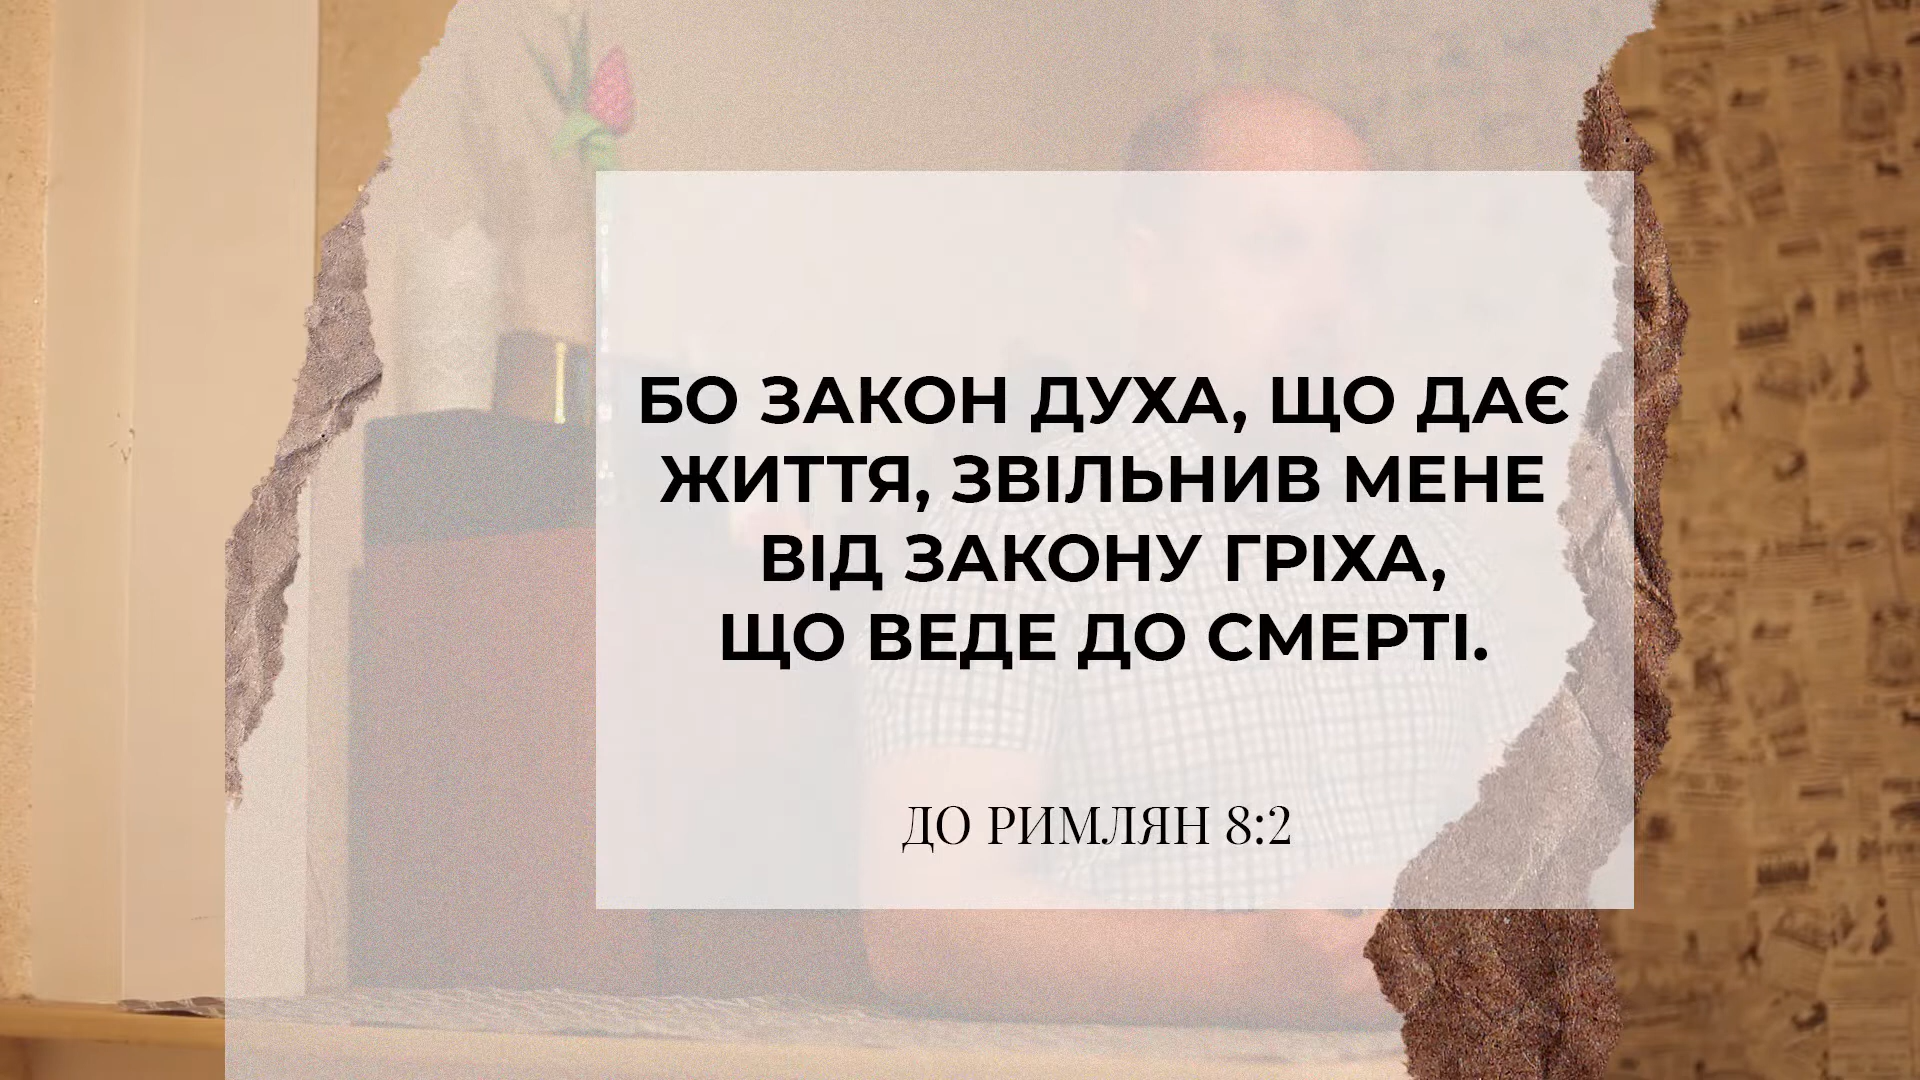 БО ЗАКОН ДУХА, ЩО ДАЄ
ЖИТТЯ, ЗВІЛЬНИВ МЕНЕ
ВІД ЗАКОНУ ГРІХА,
ЩО ВЕДЕ ДО СМЕРТІ.
ДО РИМЛЯН 8:2